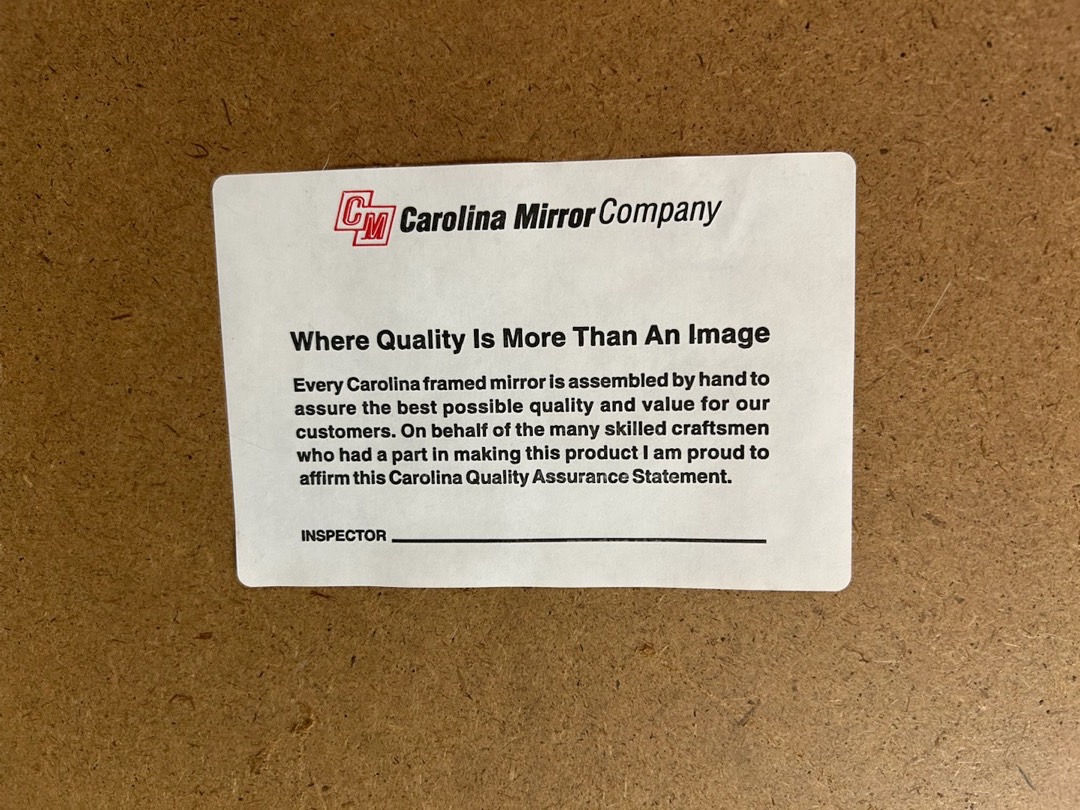 CM Carolina Mirror Company
Where Quality Is More Than An Image
Every Carolina framed mirror is assembled by hand to
assure the best possible quality and value for our
customers. On behalf of the many skilled craftsmen
who had a part in making this product I am proud to
affirm this Carolina Quality Assurance Statement.
INSPECTOR